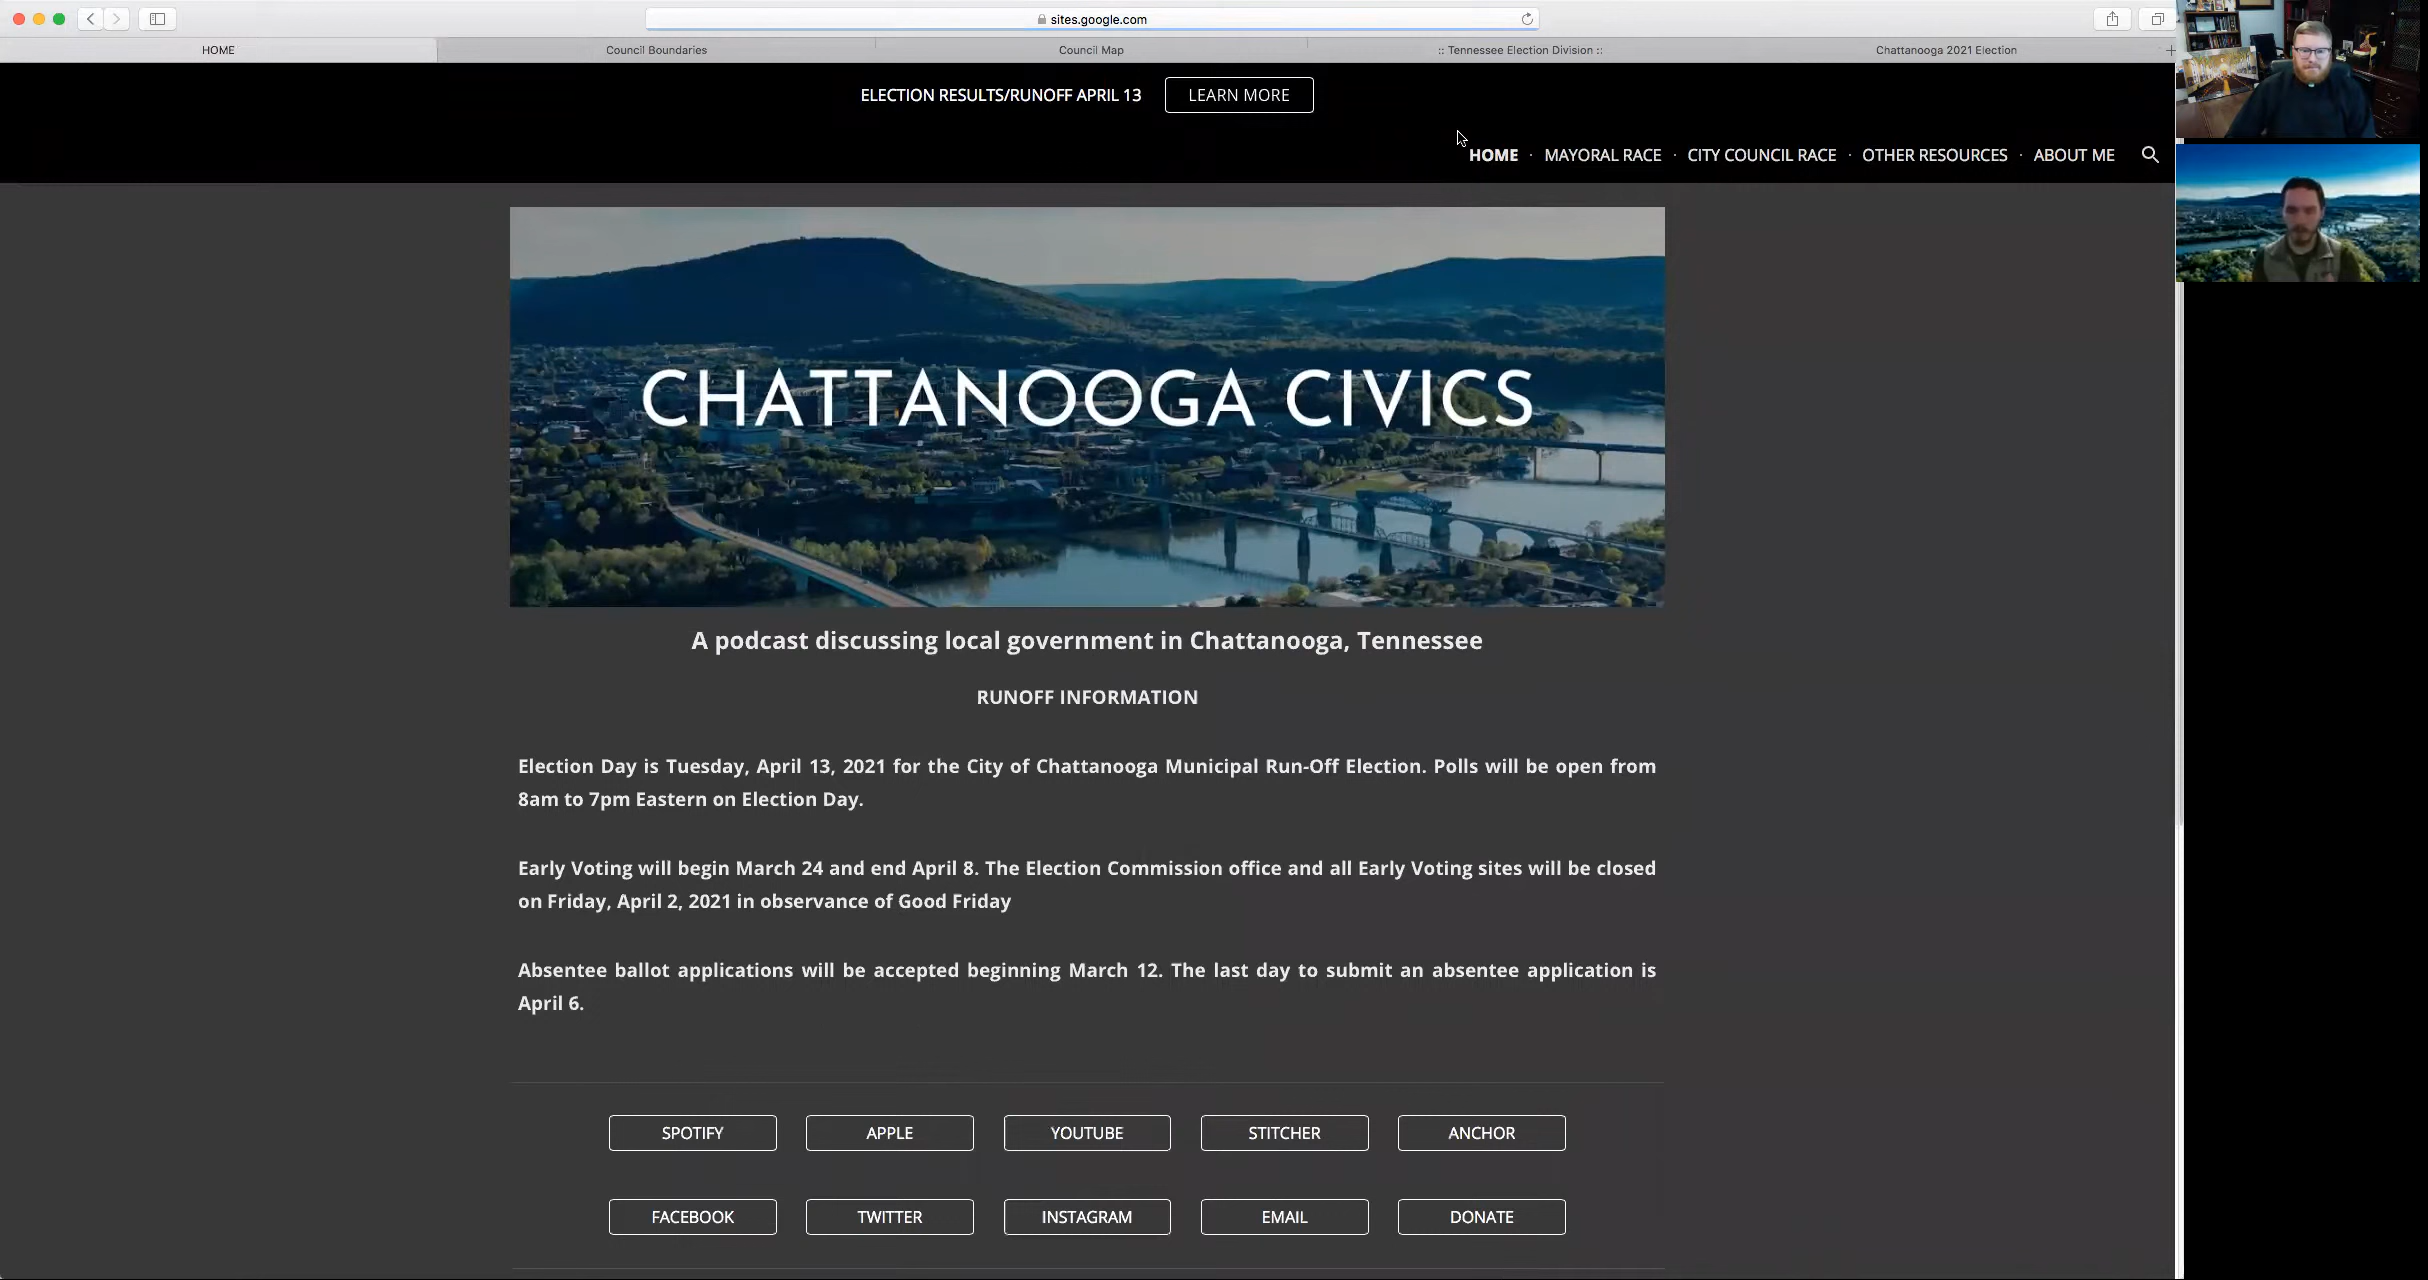 sites.google.com
HOME
Council Boundaries
Council Map
:: Tennessee Election Division ::
Chattanooga 2021 Election
ELECTION RESULTS/RUNOFF APRIL 13
LEARN MORE
HOME · MAYORAL RACE · CITY COUNCIL RACE · OTHER RESOURCES · ABOUT ME
CHATTANOOGA CIVICS
A podcast discussing local government in Chattanooga, Tennessee
RUNOFF INFORMATION
Election Day is Tuesday, April 13, 2021 for the City of Chattanooga Municipal Run-Off Election. Polls will be open from
8am to 7pm Eastern on Election Day.
Early Voting will begin March 24 and end April 8. The Election Commission office and all Early Voting sites will be closed
on Friday, April 2, 2021 in observance of Good Friday
Absentee ballot applications will be accepted beginning March 12. The last day to submit an absentee application is
April 6.
SPOTIFY
APPLE
YOUTUBE
STITCHER
ANCHOR
FACEBOOK
TWITTER
INSTAGRAM
EMAIL
DONATE